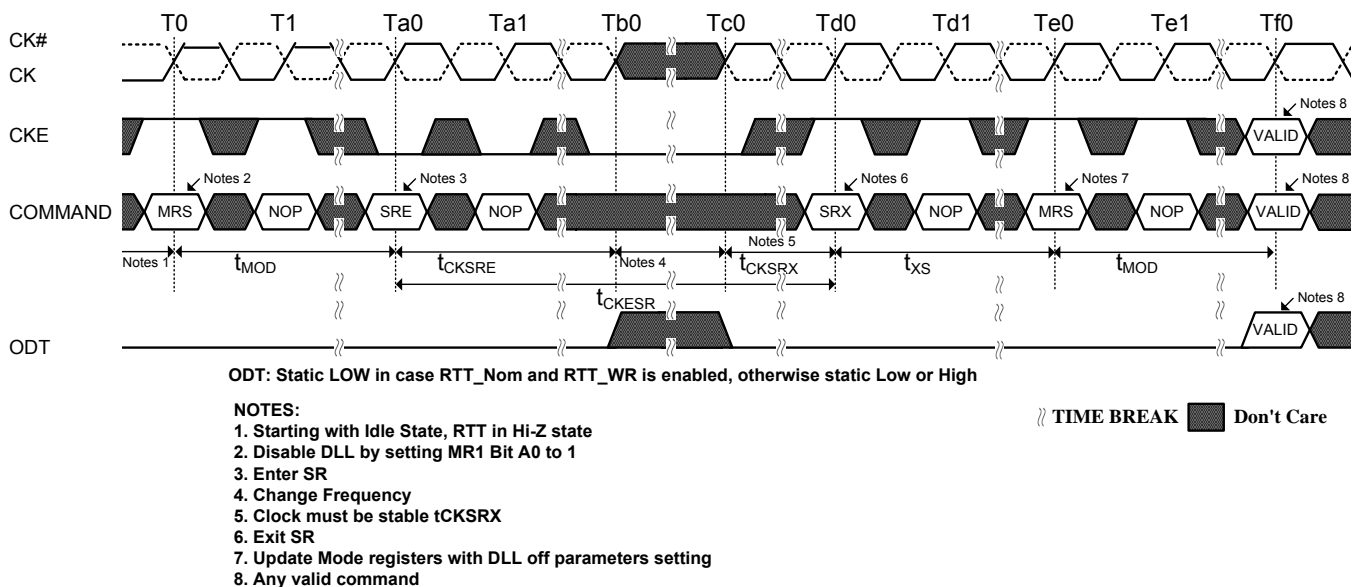 T0 T1 Ta0 Ta1 Tb0 Tc0 Td0 Td1 Te0 Te1 Tf0
CK#
CK
Notes 8
CKE VALID
Notes 2 Notes 3 Notes 6 Notes 7 Notes 8
COMMAND MRS NOP SRE NOP SRX NOP MRS NOP VALID
Notes 1 tMOD tCKSRE Notes 4 Notes 5 tCKSRX tXS tMOD
tCKESR
Notes 8
ODT VALID
ODT: Static LOW in case RTT_Nom and RTT_WR is enabled, otherwise static Low or High
NOTES:
1. Starting with Idle State, RTT in Hi-Z state
2. Disable DLL by setting MR1 Bit A0 to 1
3. Enter SR
4. Change Frequency
5. Clock must be stable tCKSRX
6. Exit SR
7. Update Mode registers with DLL off parameters setting
8. Any valid command
TIME BREAK Don't Care